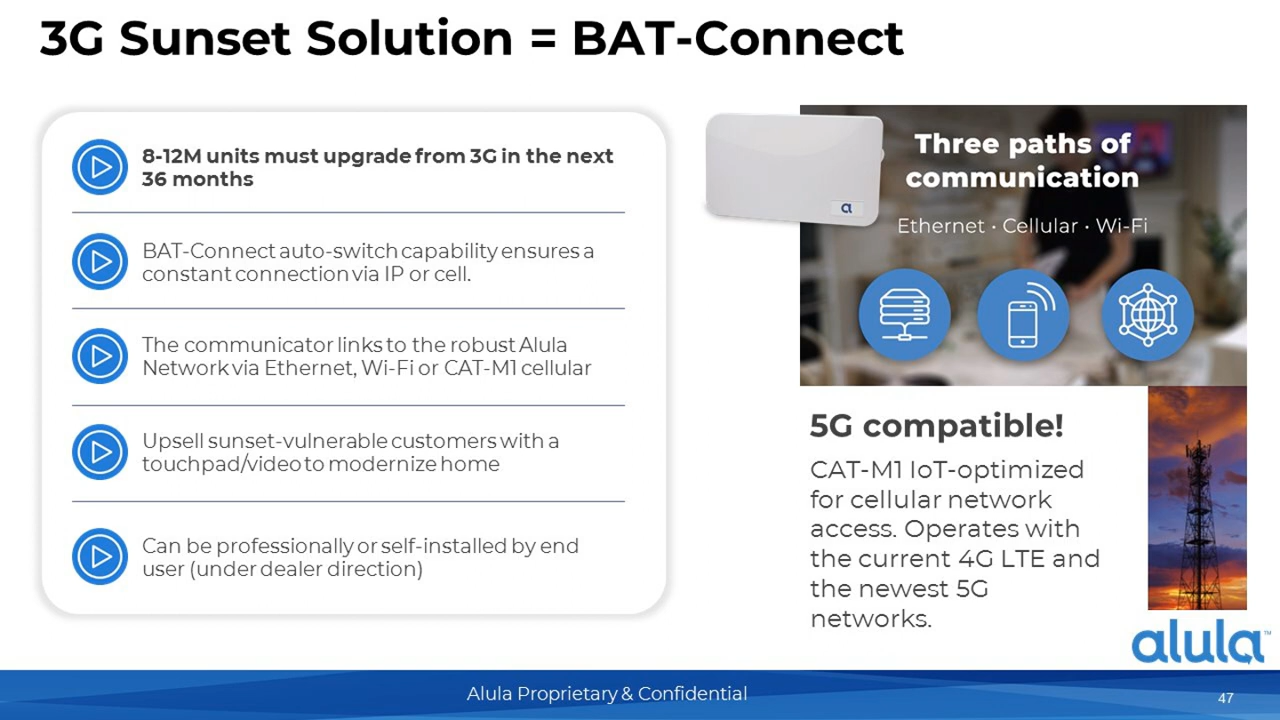 3G Sunset Solution = BAT-Connect
8-12M units must upgrade from 3G in the next
36 months
BAT-Connect auto-switch capability ensures a
constant connection via IP or cell.
The communicator links to the robust Alula
Network via Ethernet, Wi-Fi or CAT-M1 cellular
Upsell sunset-vulnerable customers with a
touchpad/video to modernize home
Can be professionally or self-installed by end
user (under dealer direction)
Three paths of
communication
Ethernet · Cellular · Wi-Fi
5G compatible!
CAT-M1 IoT-optimized
for cellular network
access. Operates with
the current 4G LTE and
the newest 5G
networks.
alula™
Alula Proprietary & Confidential
47